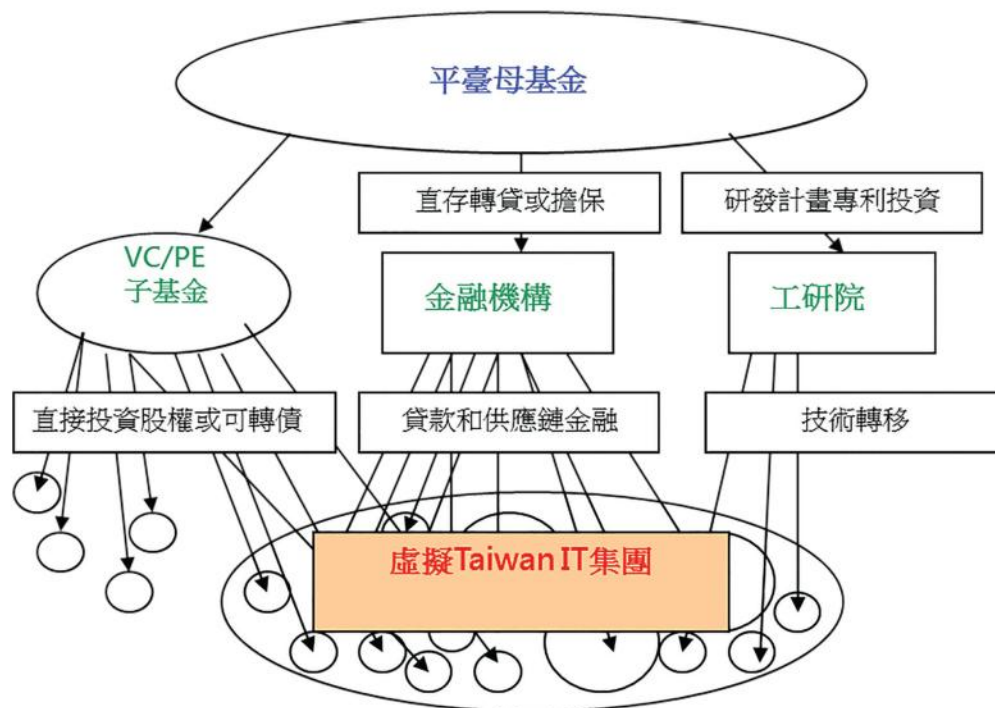 平臺母基金
直存轉貸或擔保
研發計畫專利投資
VC/PE
子基金
金融機構
工研院
直接投資股權或可轉債
貸款和供應鏈金融
技術轉移
虛擬Taiwan IT集團